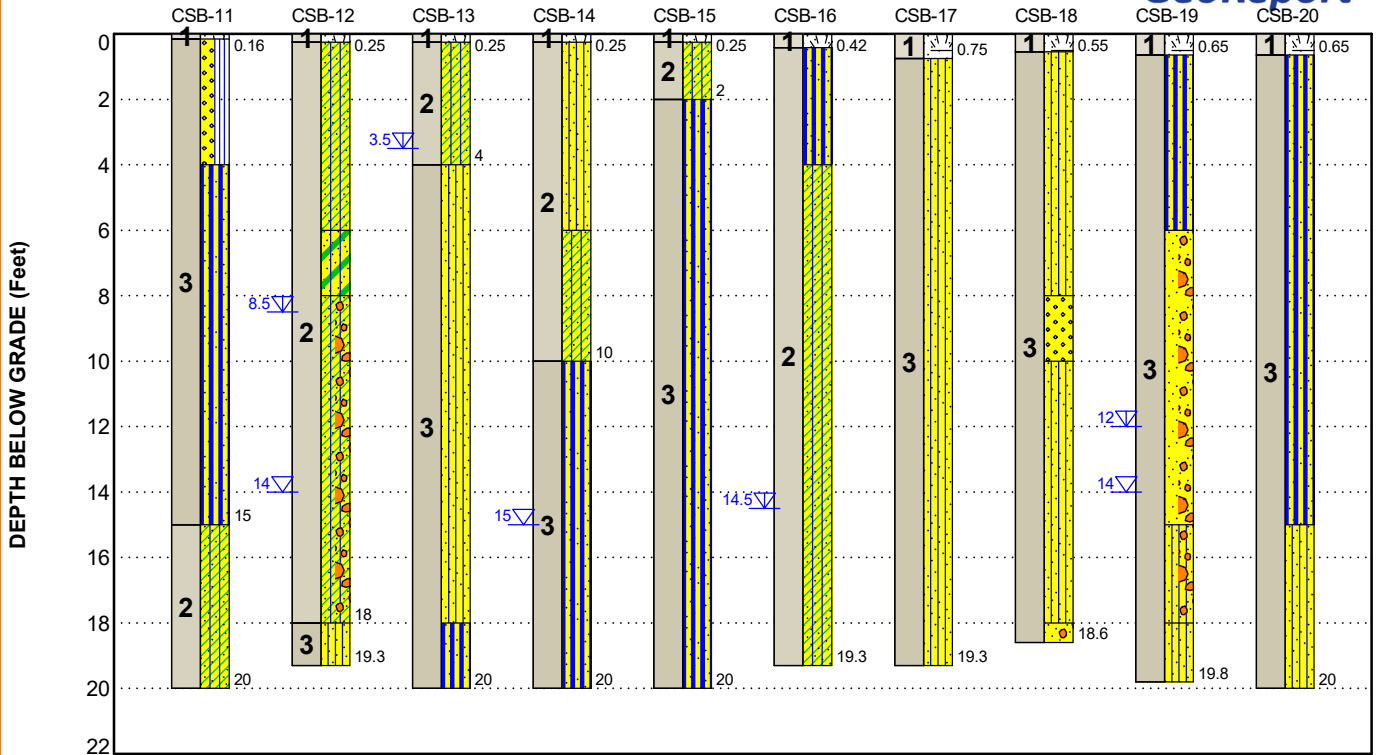 GeoReport
CSB-11 CSB-12 CSB-13 CSB-14 CSB-15 CSB-16 CSB-17 CSB-18 CSB-19 CSB-20
DEPTH BELOW GRADE (Feet)
0 1 0.16 1 0.25 1 0.25 1 0.25 1 0.25 1 0.42 1 0.75 1 0.55 1 0.65 1 0.65
2 2 2
2
3.5
4 4
2
6
3
8
8.5
2 3
2 3 3 3
10 10
3
12 12
3
14 14 14
14.5
15 15 3
16
2
18 18
3 18.6
19.3 19.3 19.3
19.8
20 20 20 20 20 20
22